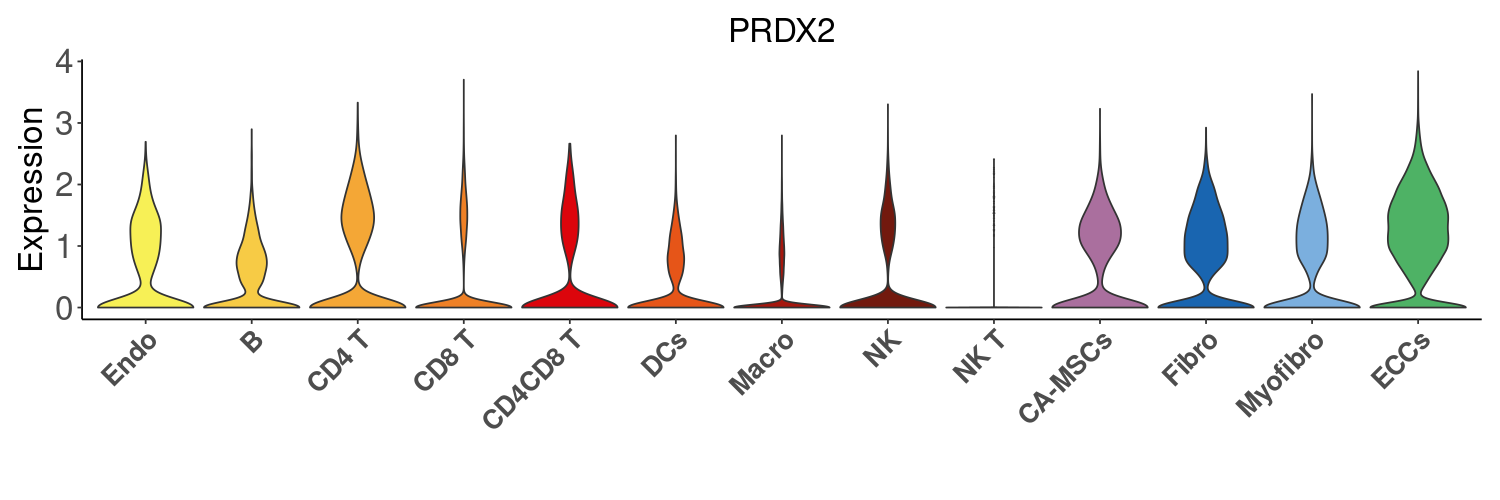 PRDX2
Expression
4
3
2
1
0
Endo
B
CD4 T
CD8 T
CD4CD8 T
DCs
Macro
NK
NK T
CA-MSCs
Fibro
Myofibro
ECCs